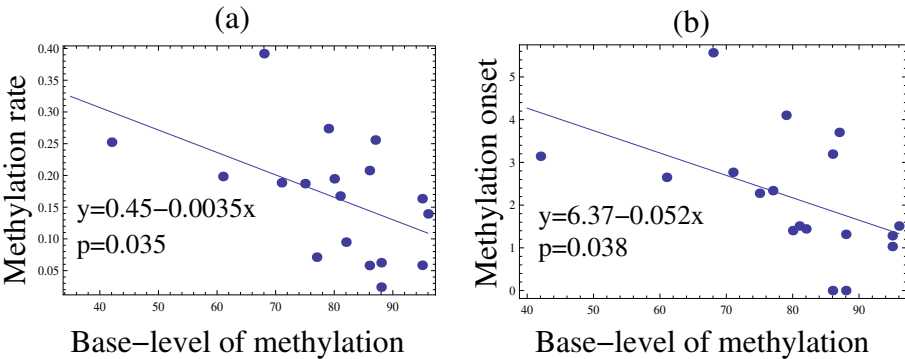 (a)
Methylation rate
0.40
0.35
0.30
0.25
0.20
0.15
0.10
0.05
y=0.45−0.0035x
p=0.035
40 50 60 70 80 90
Base−level of methylation
(b)
Methylation onset
5
4
3
2
1
0
y=6.37−0.052x
p=0.038
40 50 60 70 80 90
Base−level of methylation